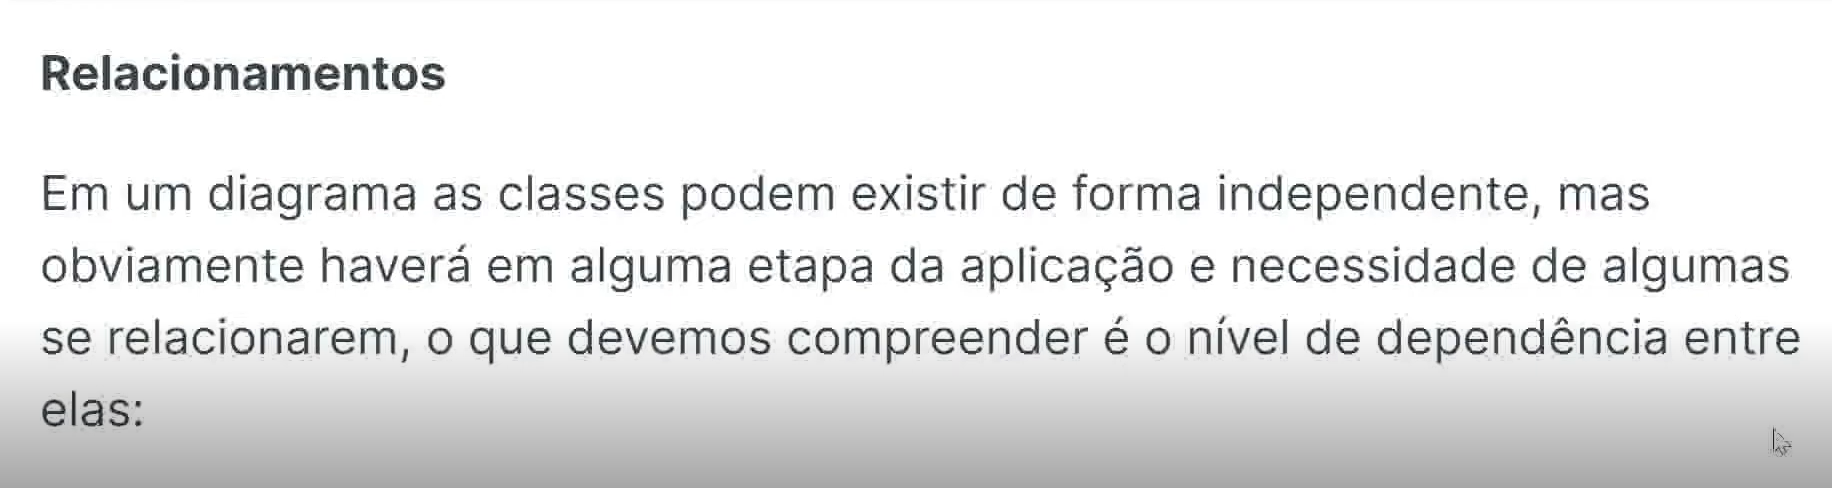 Relacionamentos
Em um diagrama as classes podem existir de forma independente, mas
obviamente haverá em alguma etapa da aplicação e necessidade de algumas
se relacionarem, o que devemos compreender é o nível de dependência entre
elas: